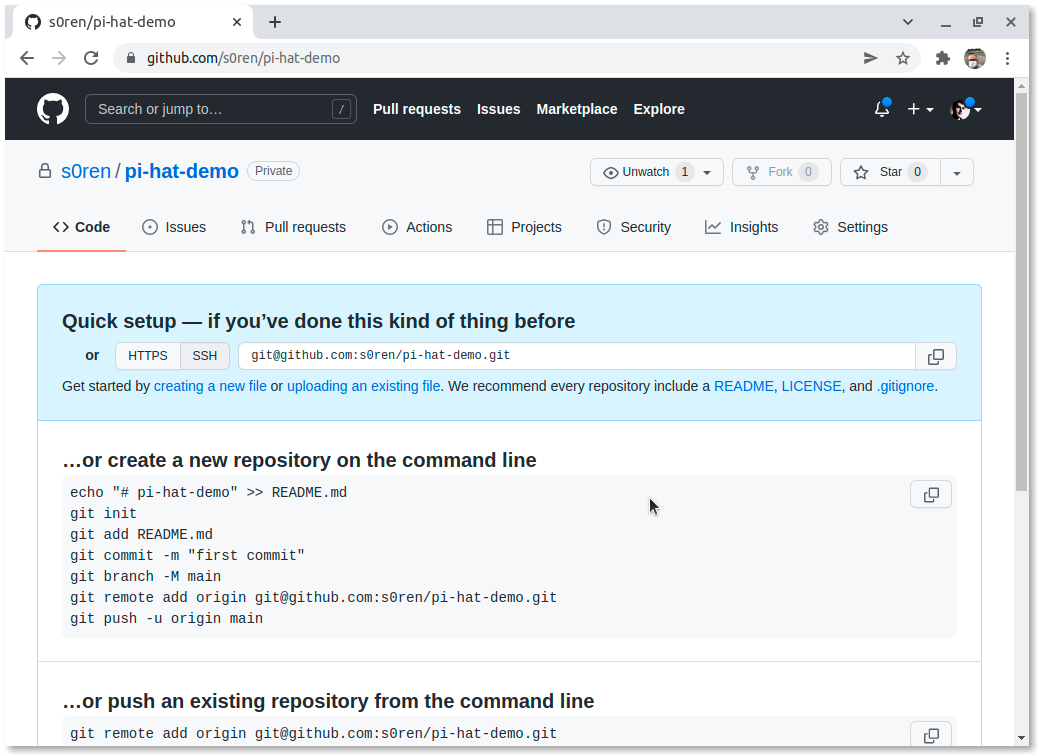 s0ren/pi-hat-demo
github.com/s0ren/pi-hat-demo
Search or jump to… / Pull requests Issues Marketplace Explore
s0ren / pi-hat-demo Private Unwatch 1 Fork 0 Star 0
<> Code Issues Pull requests Actions Projects Security Insights Settings
Quick setup — if you’ve done this kind of thing before
or HTTPS SSH git@github.com:s0ren/pi-hat-demo.git
Get started by creating a new file or uploading an existing file. We recommend every repository include a README, LICENSE, and .gitignore.
…or create a new repository on the command line
echo "# pi-hat-demo" >> README.md
git init
git add README.md
git commit -m "first commit"
git branch -M main
git remote add origin git@github.com:s0ren/pi-hat-demo.git
git push -u origin main
…or push an existing repository from the command line
git remote add origin git@github.com:s0ren/pi-hat-demo.git